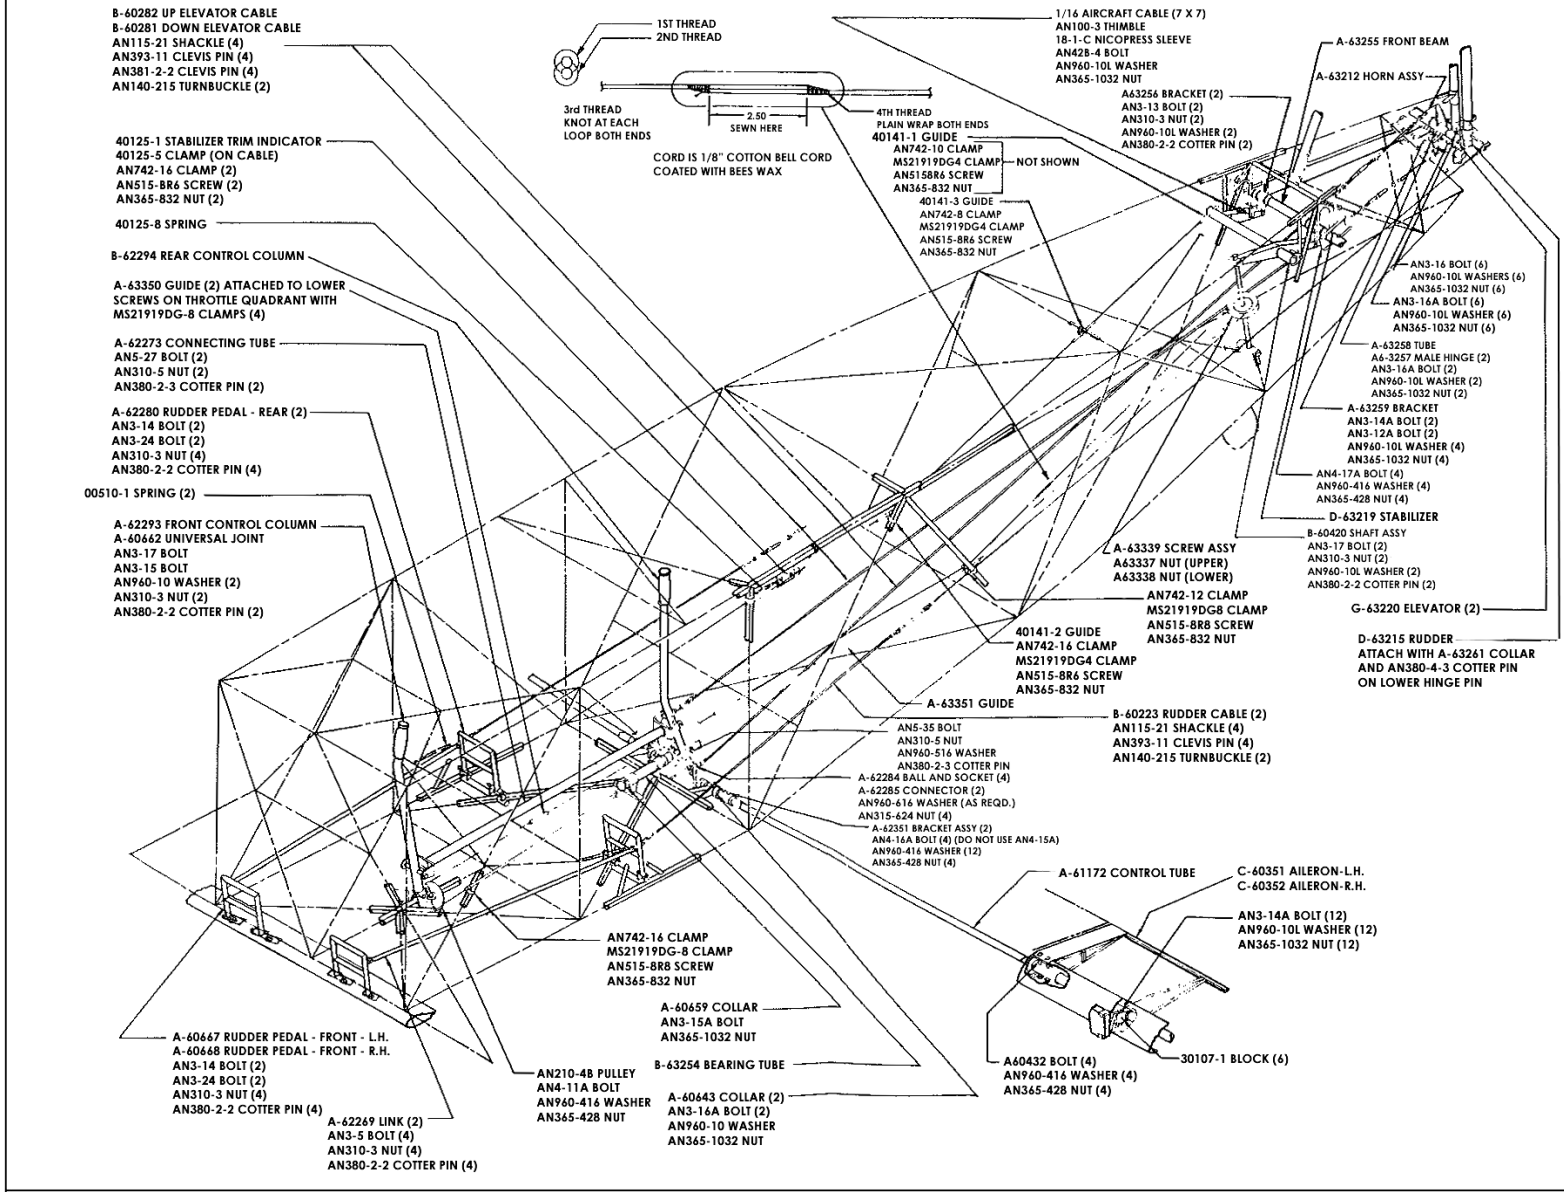 B-60282 UP ELEVATOR CABLE
B-60281 DOWN ELEVATOR CABLE
AN115-21 SHACKLE (4)
AN393-11 CLEVIS PIN (4)
AN381-2-2 CLEVIS PIN (4)
AN140-215 TURNBUCKLE (2)
40125-1 STABILIZER TRIM INDICATOR
40125-5 CLAMP (ON CABLE)
AN742-16 CLAMP (2)
AN515-BR6 SCREW (2)
AN365-832 NUT (2)
40125-8 SPRING
B-62294 REAR CONTROL COLUMN
A-63350 GUIDE (2) ATTACHED TO LOWER
SCREWS ON THROTTLE QUADRANT WITH
MS21919DG-8 CLAMPS (4)
A-62273 CONNECTING TUBE
AN5-27 BOLT (2)
AN310-5 NUT (2)
AN380-2-3 COTTER PIN (2)
A-62280 RUDDER PEDAL - REAR (2)
AN3-14 BOLT (2)
AN3-24 BOLT (2)
AN310-3 NUT (4)
AN380-2-2 COTTER PIN (4)
00510-1 SPRING (2)
A-62293 FRONT CONTROL COLUMN
A-60662 UNIVERSAL JOINT
AN3-17 BOLT
AN3-15 BOLT
AN960-10 WASHER (2)
AN310-3 NUT (2)
AN380-2-2 COTTER PIN (2)
1ST THREAD
2ND THREAD
3rd THREAD
KNOT AT EACH
LOOP BOTH ENDS
2.50
SEWN HERE
4TH THREAD
PLAIN WRAP BOTH ENDS
CORD IS 1/8" COTTON BELL CORD
COATED WITH BEES WAX
40141-1 GUIDE
AN742-10 CLAMP
MS21919DG4 CLAMP
AN5158R6 SCREW
AN365-832 NUT
NOT SHOWN
40141-3 GUIDE
AN742-8 CLAMP
MS21919DG4 CLAMP
AN515-8R6 SCREW
AN365-832 NUT
1/16 AIRCRAFT CABLE (7 X 7)
AN100-3 THIMBLE
18-1-C NICOPRESS SLEEVE
AN42B-4 BOLT
AN960-10L WASHER
AN365-1032 NUT
A63256 BRACKET (2)
AN3-13 BOLT (2)
AN310-3 NUT (2)
AN960-10L WASHER (2)
AN380-2-2 COTTER PIN (2)
A-63255 FRONT BEAM
A-63212 HORN ASSY
AN3-16 BOLT (6)
AN960-10L WASHERS (6)
AN365-1032 NUT (6)
AN3-16A BOLT (6)
AN960-10L WASHER (6)
AN365-1032 NUT (6)
A-63258 TUBE
A6-3257 MALE HINGE (2)
AN3-16A BOLT (2)
AN960-10L WASHER (2)
AN365-1032 NUT (2)
A-63259 BRACKET
AN3-14A BOLT (2)
AN3-12A BOLT (2)
AN960-10L WASHER (4)
AN365-1032 NUT (4)
AN4-17A BOLT (4)
AN960-416 WASHER (4)
AN365-428 NUT (4)
D-63219 STABILIZER
B-60420 SHAFT ASSY
AN3-17 BOLT (2)
AN310-3 NUT (2)
AN960-10L WASHER (2)
AN380-2-2 COTTER PIN (2)
G-63220 ELEVATOR (2)
D-63215 RUDDER
ATTACH WITH A-63261 COLLAR
AND AN380-4-3 COTTER PIN
ON LOWER HINGE PIN
A-63339 SCREW ASSY
A63337 NUT (UPPER)
A63338 NUT (LOWER)
AN742-12 CLAMP
MS21919DG8 CLAMP
AN515-8R8 SCREW
AN365-832 NUT
40141-2 GUIDE
AN742-16 CLAMP
MS21919DG4 CLAMP
AN515-8R6 SCREW
AN365-832 NUT
A-63351 GUIDE
B-60223 RUDDER CABLE (2)
AN115-21 SHACKLE (4)
AN393-11 CLEVIS PIN (4)
AN140-215 TURNBUCKLE (2)
AN5-35 BOLT
AN310-5 NUT
AN960-516 WASHER
AN380-2-3 COTTER PIN
A-62284 BALL AND SOCKET (4)
A-62285 CONNECTOR (2)
AN960-616 WASHER (AS REQD.)
AN315-624 NUT (4)
A-62351 BRACKET ASSY (2)
AN4-16A BOLT (4) (DO NOT USE AN4-15A)
AN960-416 WASHER (12)
AN365-428 NUT (4)
A-61172 CONTROL TUBE
C-60351 AILERON-L.H.
C-60352 AILERON-R.H.
AN3-14A BOLT (12)
AN960-10L WASHER (12)
AN365-1032 NUT (12)
30107-1 BLOCK (6)
A60432 BOLT (4)
AN960-416 WASHER (4)
AN365-428 NUT (4)
AN742-16 CLAMP
MS21919DG-8 CLAMP
AN515-8R8 SCREW
AN365-832 NUT
A-60659 COLLAR
AN3-15A BOLT
AN365-1032 NUT
B-63254 BEARING TUBE
A-60643 COLLAR (2)
AN3-16A BOLT (2)
AN960-10 WASHER
AN365-1032 NUT
AN210-4B PULLEY
AN4-11A BOLT
AN960-416 WASHER
AN365-428 NUT
A-60667 RUDDER PEDAL - FRONT - L.H.
A-60668 RUDDER PEDAL - FRONT - R.H.
AN3-14 BOLT (2)
AN3-24 BOLT (2)
AN310-3 NUT (4)
AN380-2-2 COTTER PIN (4)
A-62269 LINK (2)
AN3-5 BOLT (4)
AN310-3 NUT (4)
AN380-2-2 COTTER PIN (4)